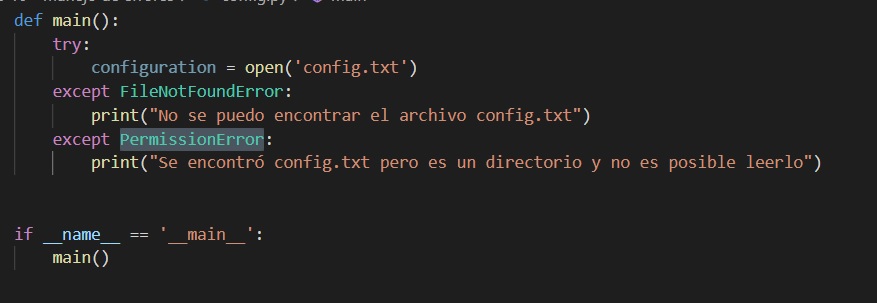 config.py
main
def main():
    try:
        configuration = open('config.txt')
    except FileNotFoundError:
        print("No se puedo encontrar el archivo config.txt")
    except PermissionError:
        print("Se encontró config.txt pero es un directorio y no es posible leerlo")
if __name__ == '__main__':
    main()